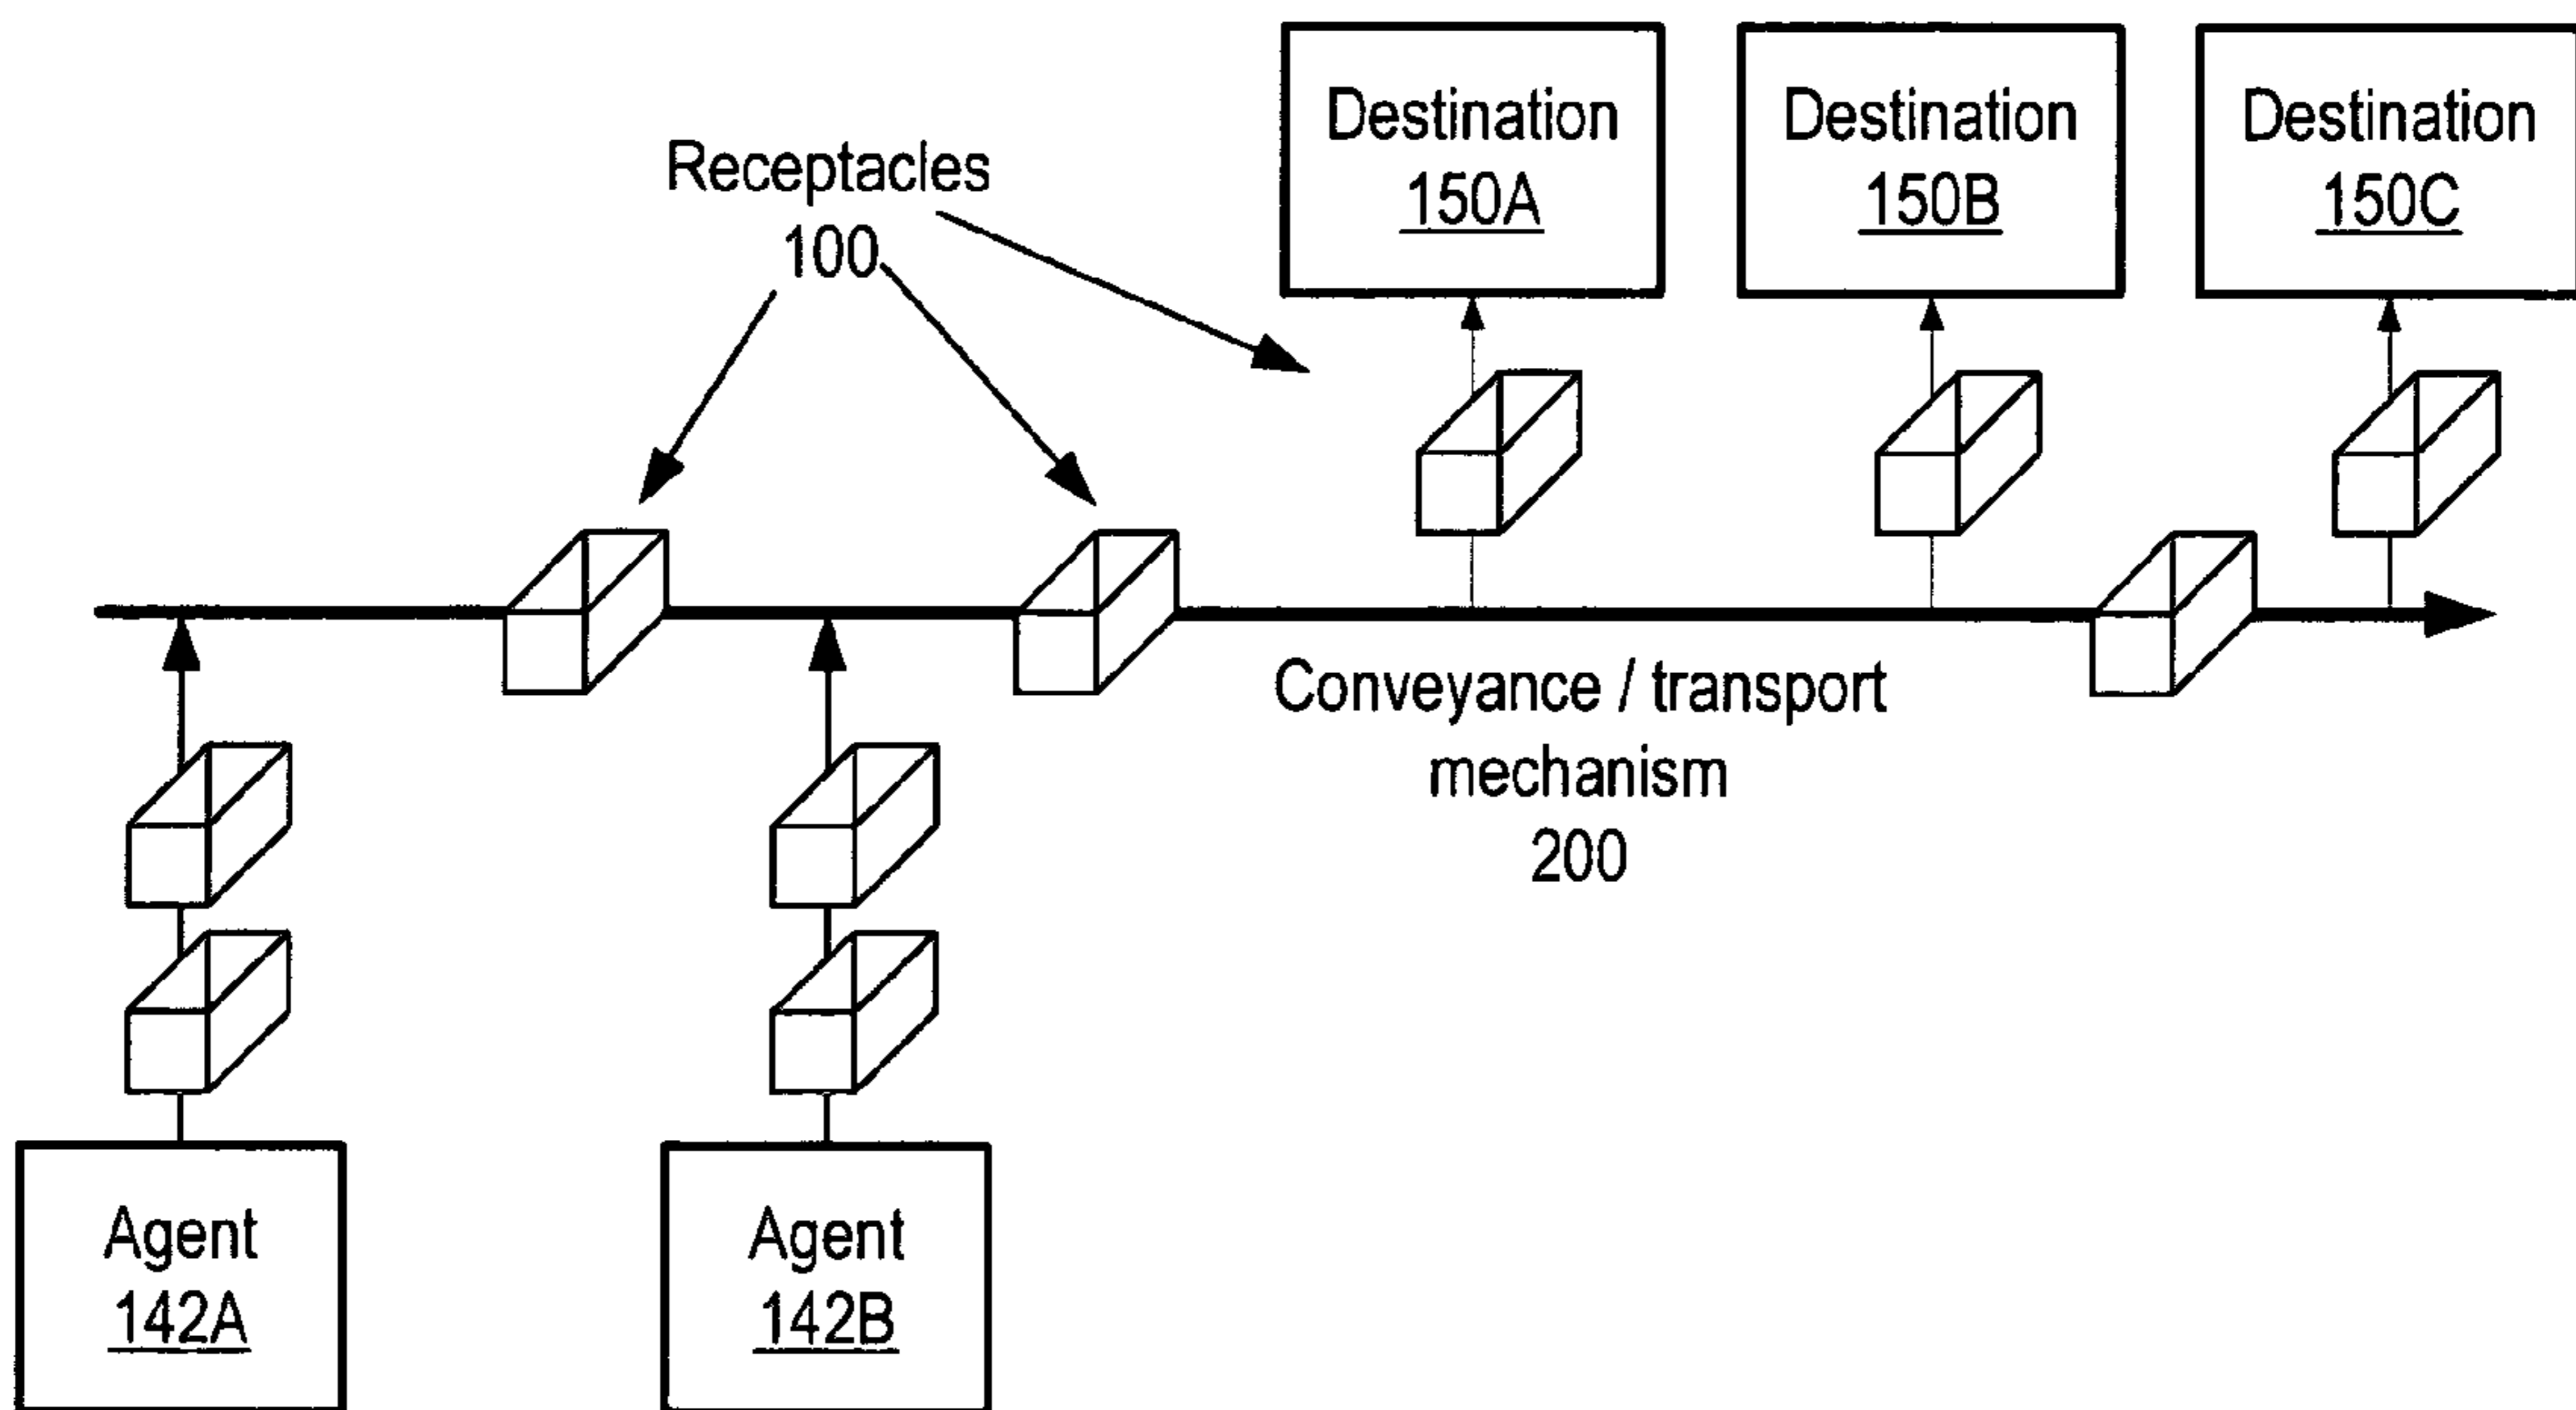 Destination
150A
Destination
150B
Destination
150C
Receptacles
100
Conveyance / transport
mechanism
200
Agent
142A
Agent
142B